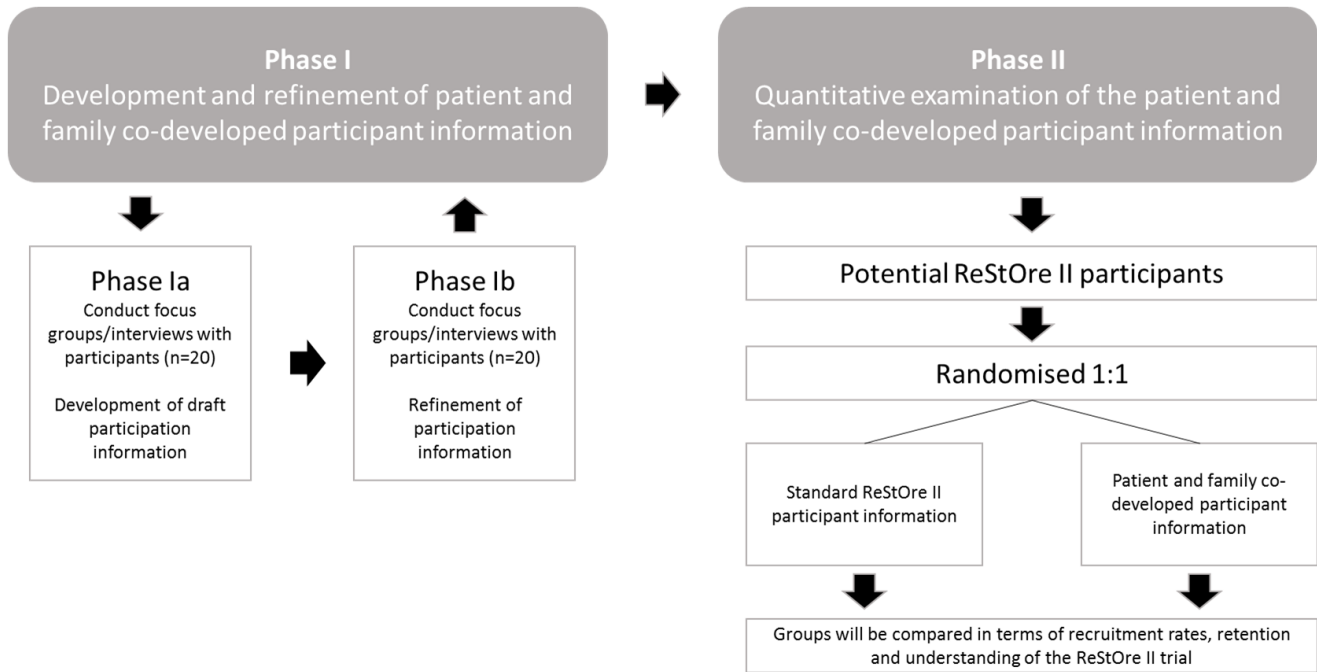 Phase I
Development and refinement of patient and
family co-developed participant information
Phase II
Quantitative examination of the patient and
family co-developed participant information
Phase Ia
Conduct focus
groups/interviews with
participants (n=20)
Development of draft
participation
information
Phase Ib
Conduct focus
groups/interviews with
participants (n=20)
Refinement of
participation
information
Potential ReStOre II participants
Randomised 1:1
Standard ReStOre II
participant information
Patient and family co-
developed participant
information
Groups will be compared in terms of recruitment rates, retention
and understanding of the ReStOre II trial